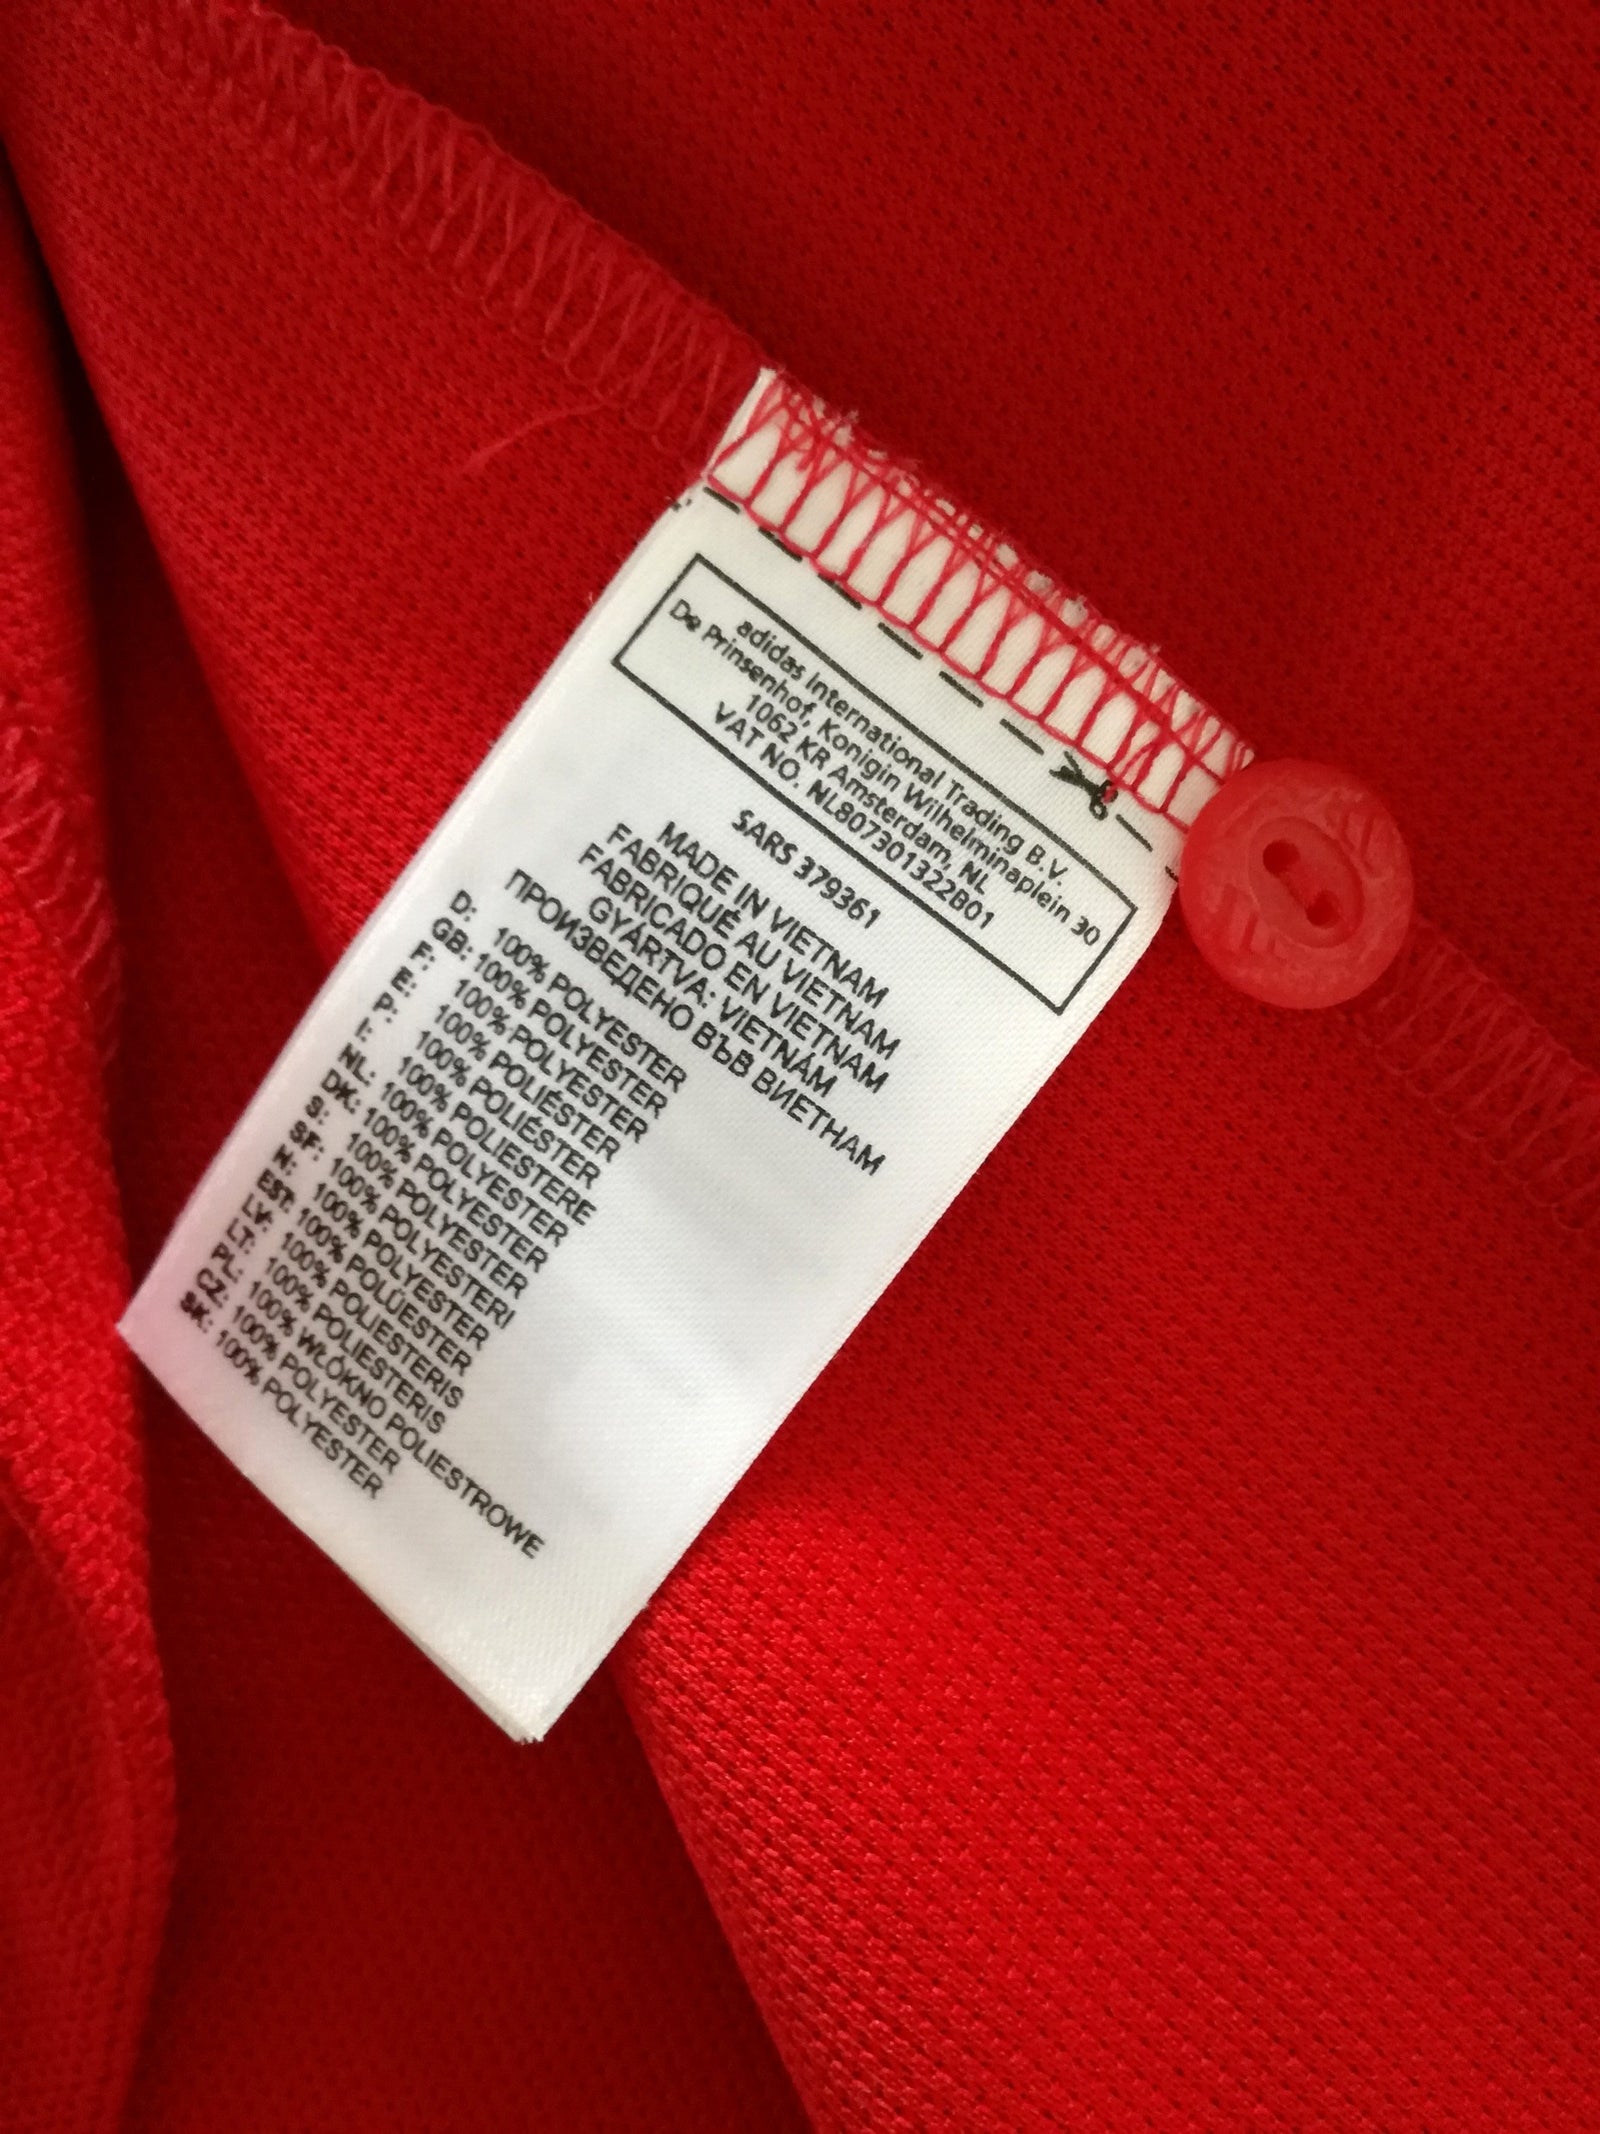 adidas International Trading B.V.
De Prinsenhof, Konigin Wilhelminaplein 30
1062 KR Amsterdam, NL
VAT NO. NL807301322B01
SARS 379361
MADE IN VIETNAM
FABRIQUÉ AU VIETNAM
FABRICADO EN VIETNAM
GYÁRTVA: VIETNÁM
ПРОИЗВЕДЕНО ВЪВ ВИЕТНАМ
D: 100% POLYESTER
GB: 100% POLYESTER
F: 100% POLYESTER
E: 100% POLIÉSTER
P: 100% POLIÉSTER
I: 100% POLIESTERE
NL: 100% POLYESTER
DK: 100% POLYESTER
S: 100% POLYESTER
SF: 100% POLYESTERI
N: 100% POLYESTER
EST: 100% POLÜESTER
LV: 100% POLIESTERIS
LT: 100% POLIESTERIS
PL: 100% WŁÓKNO POLIESTROWE
CZ: 100% POLYESTER
SK: 100% POLYESTER